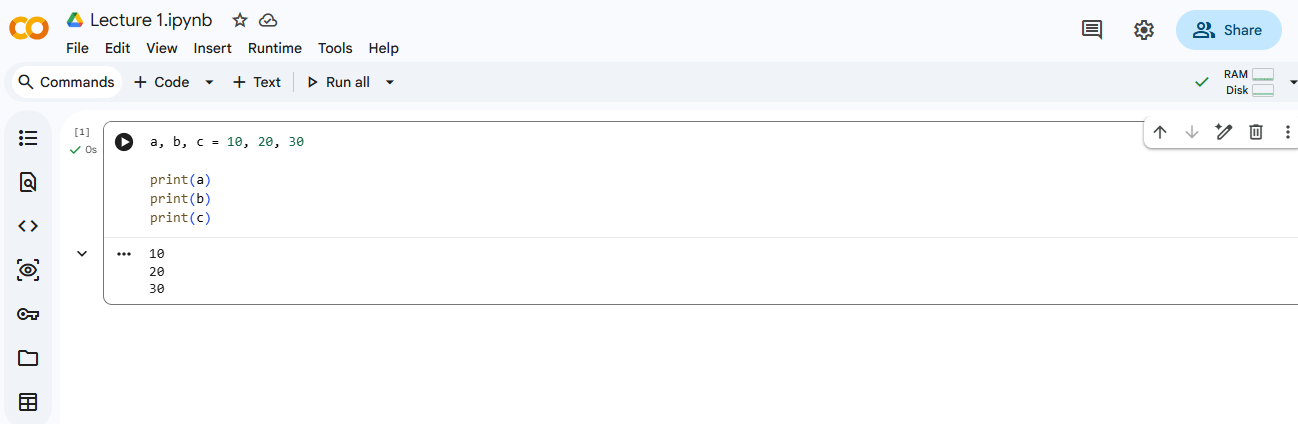 Lecture 1.ipynb
File Edit View Insert Runtime Tools Help
Share
Commands + Code + Text Run all
RAM
Disk
[1]
0s
a, b, c = 10, 20, 30
print(a)
print(b)
print(c)
10
20
30